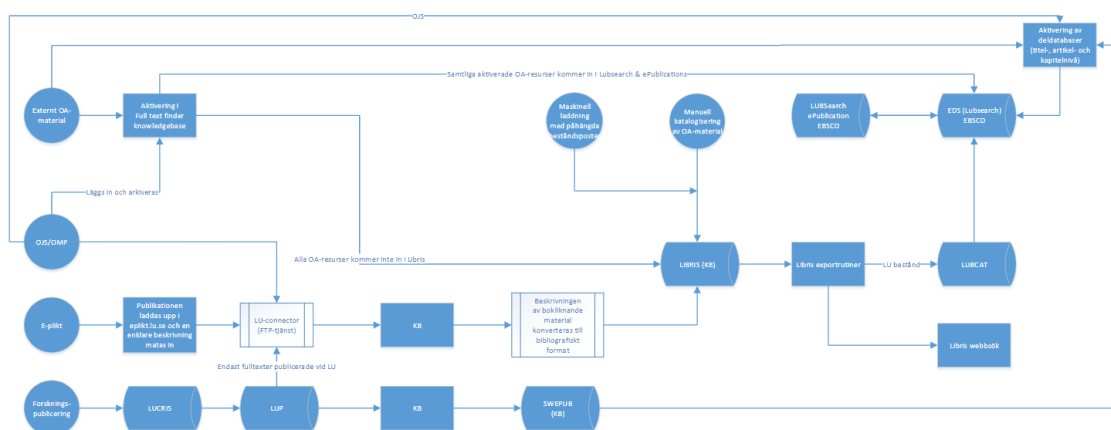 OJS
Aktivering av
deldatabaser
(titel-, artikel- och
kapitelnivå)
Samtliga aktiverade OA-resurser kommer in i Lubsearch & ePublications
Externt OA-
material
Aktivering i
Full text finder
knowledgebase
Maskinell
laddning
med påhängda
beståndsposter
Manuell
katalogisering
av OA-material
LUBSearch
ePublication
EBSCO
EDS (Lubsearch)
EBSCO
Läggs in och arkiveras
OJS/OMP
Alla OA-resurser kommer inte in i Libris
LIBRIS (KB)
Libris exportrutiner
LU bestånd
LUBCAT
E-plikt
Publikationen
laddas upp i
eplikt.lu.se och en
enklare beskrivning
matas in
LU-connector
(FTP-tjänst)
KB
Beskrivningen
av bokliknande
material
konverteras till
bibliografiskt
format
Libris webbsök
Endast fulltexter publicerade vid LU
Forsknings-
publicering
LUCRIS
LUP
KB
SWEPUB
(KB)